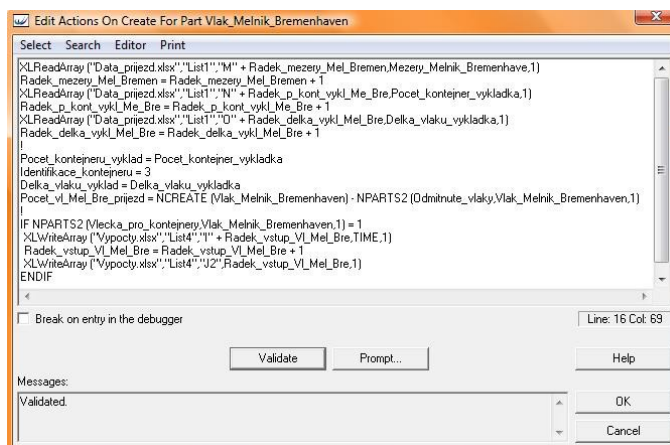 Edit Actions On Create For Part Vlak_Melnik_Bremenhaven
Select Search Editor Print
XLReadArray ("Data_prijezd.xlsx","List1","M" + Radek_mezery_Mel_Bremen,Mezery_Melnik_Bremenhave,1)
Radek_mezery_Mel_Bremen = Radek_mezery_Mel_Bremen + 1
XLReadArray ("Data_prijezd.xlsx","List1","N" + Radek_p_kont_vykl_Me_Bre,Pocet_kontejner_vykladka,1)
Radek_p_kont_vykl_Me_Bre = Radek_p_kont_vykl_Me_Bre + 1
XLReadArray ("Data_prijezd.xlsx","List1","O" + Radek_delka_vykl_Mel_Bre,Delka_vlaku_vykladka,1)
Radek_delka_vykl_Mel_Bre = Radek_delka_vykl_Mel_Bre + 1
!
Pocet_kontejneru_vyklad = Pocet_kontejner_vykladka
Identifikace_kontejneru = 3
Delka_vlaku_vyklad = Delka_vlaku_vykladka
Pocet_vl_Mel_Bre_prijezd = NCREATE (Vlak_Melnik_Bremenhaven) - NPARTS2 (Odmitnute_vlaky,Vlak_Melnik_Bremenhaven,1)
!
IF NPARTS2 (Vlecka_pro_kontejnery,Vlak_Melnik_Bremenhaven,1) = 1
XLWriteArray ("Vypocty.xlsx","List4","I" + Radek_vstup_Vl_Mel_Bre,TIME,1)
Radek_vstup_Vl_Mel_Bre = Radek_vstup_Vl_Mel_Bre + 1
XLWriteArray ("Vypocty.xlsx","List4","J2",Radek_vstup_Vl_Mel_Bre,1)
ENDIF
Break on entry in the debugger
Line: 16 Col: 69
Validate Prompt... Help
Messages:
Validated.
OK
Cancel